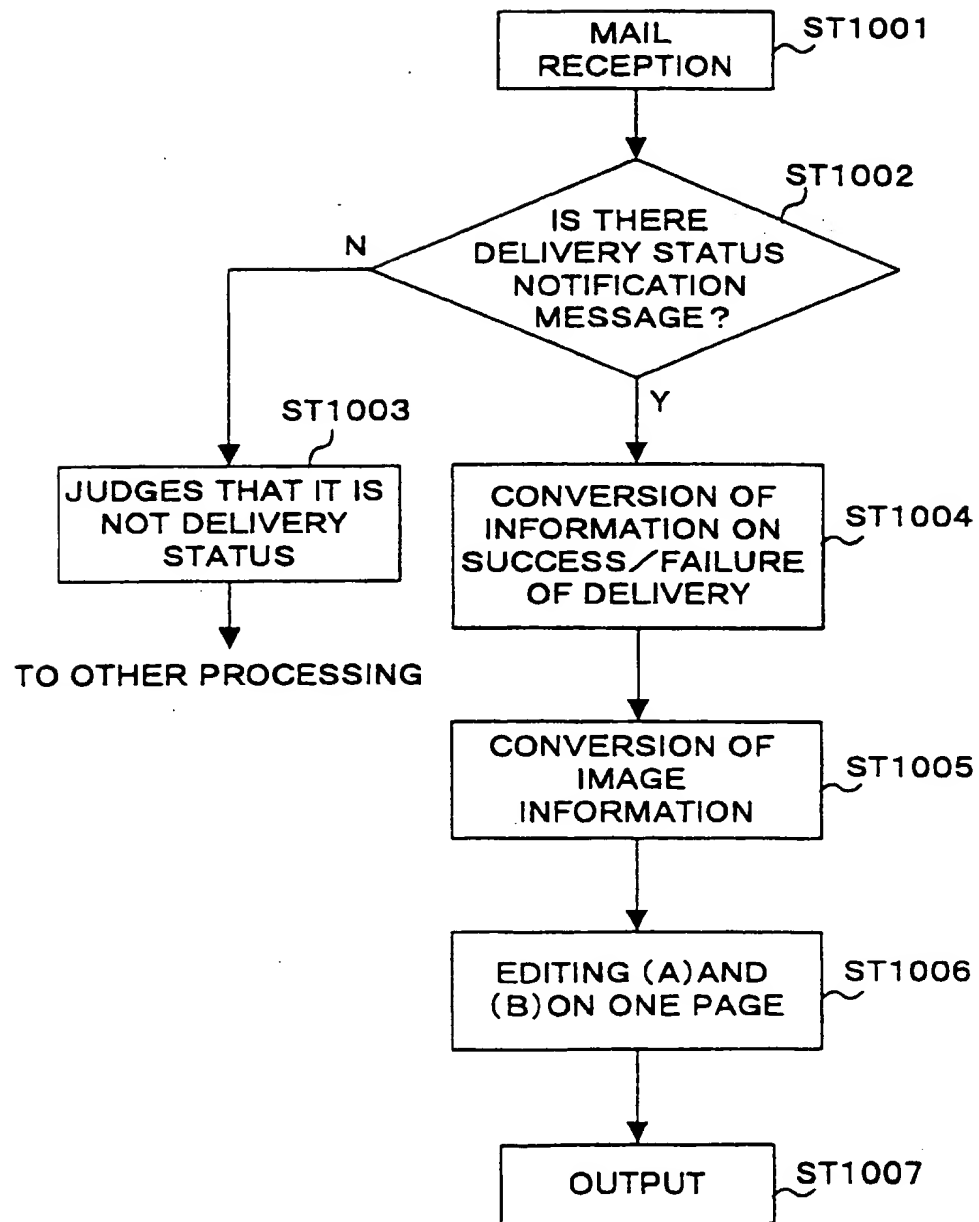 MAIL
RECEPTION
ST1001
IS THERE
DELIVERY STATUS
NOTIFICATION
MESSAGE?
ST1002
N
Y
JUDGES THAT IT IS
NOT DELIVERY
STATUS
ST1003
TO OTHER PROCESSING
CONVERSION OF
INFORMATION ON
SUCCESS/FAILURE
OF DELIVERY
ST1004
CONVERSION OF
IMAGE
INFORMATION
ST1005
EDITING (A)AND
(B)ON ONE PAGE
ST1006
OUTPUT
ST1007